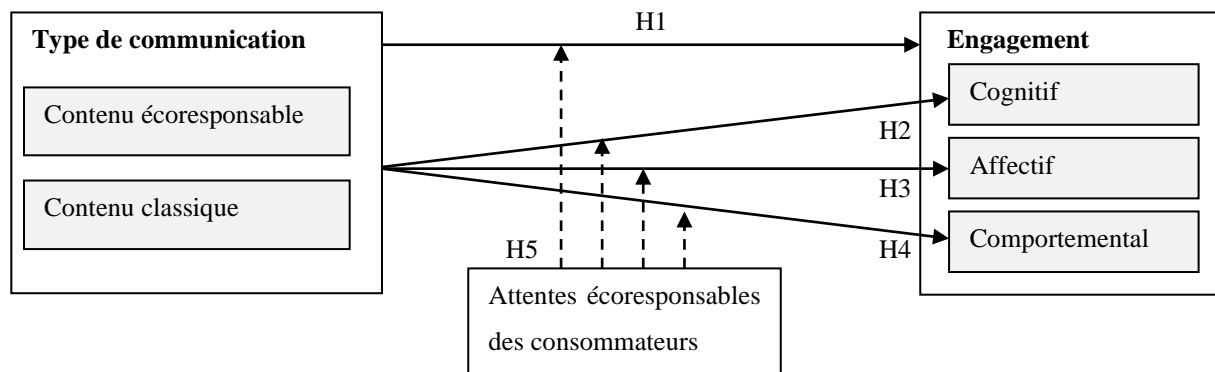 H1
Type de communication
Contenu écoresponsable
Contenu classique
Engagement
Cognitif
H2
Affectif
H3
Comportemental
H4
H5
Attentes écoresponsables
des consommateurs